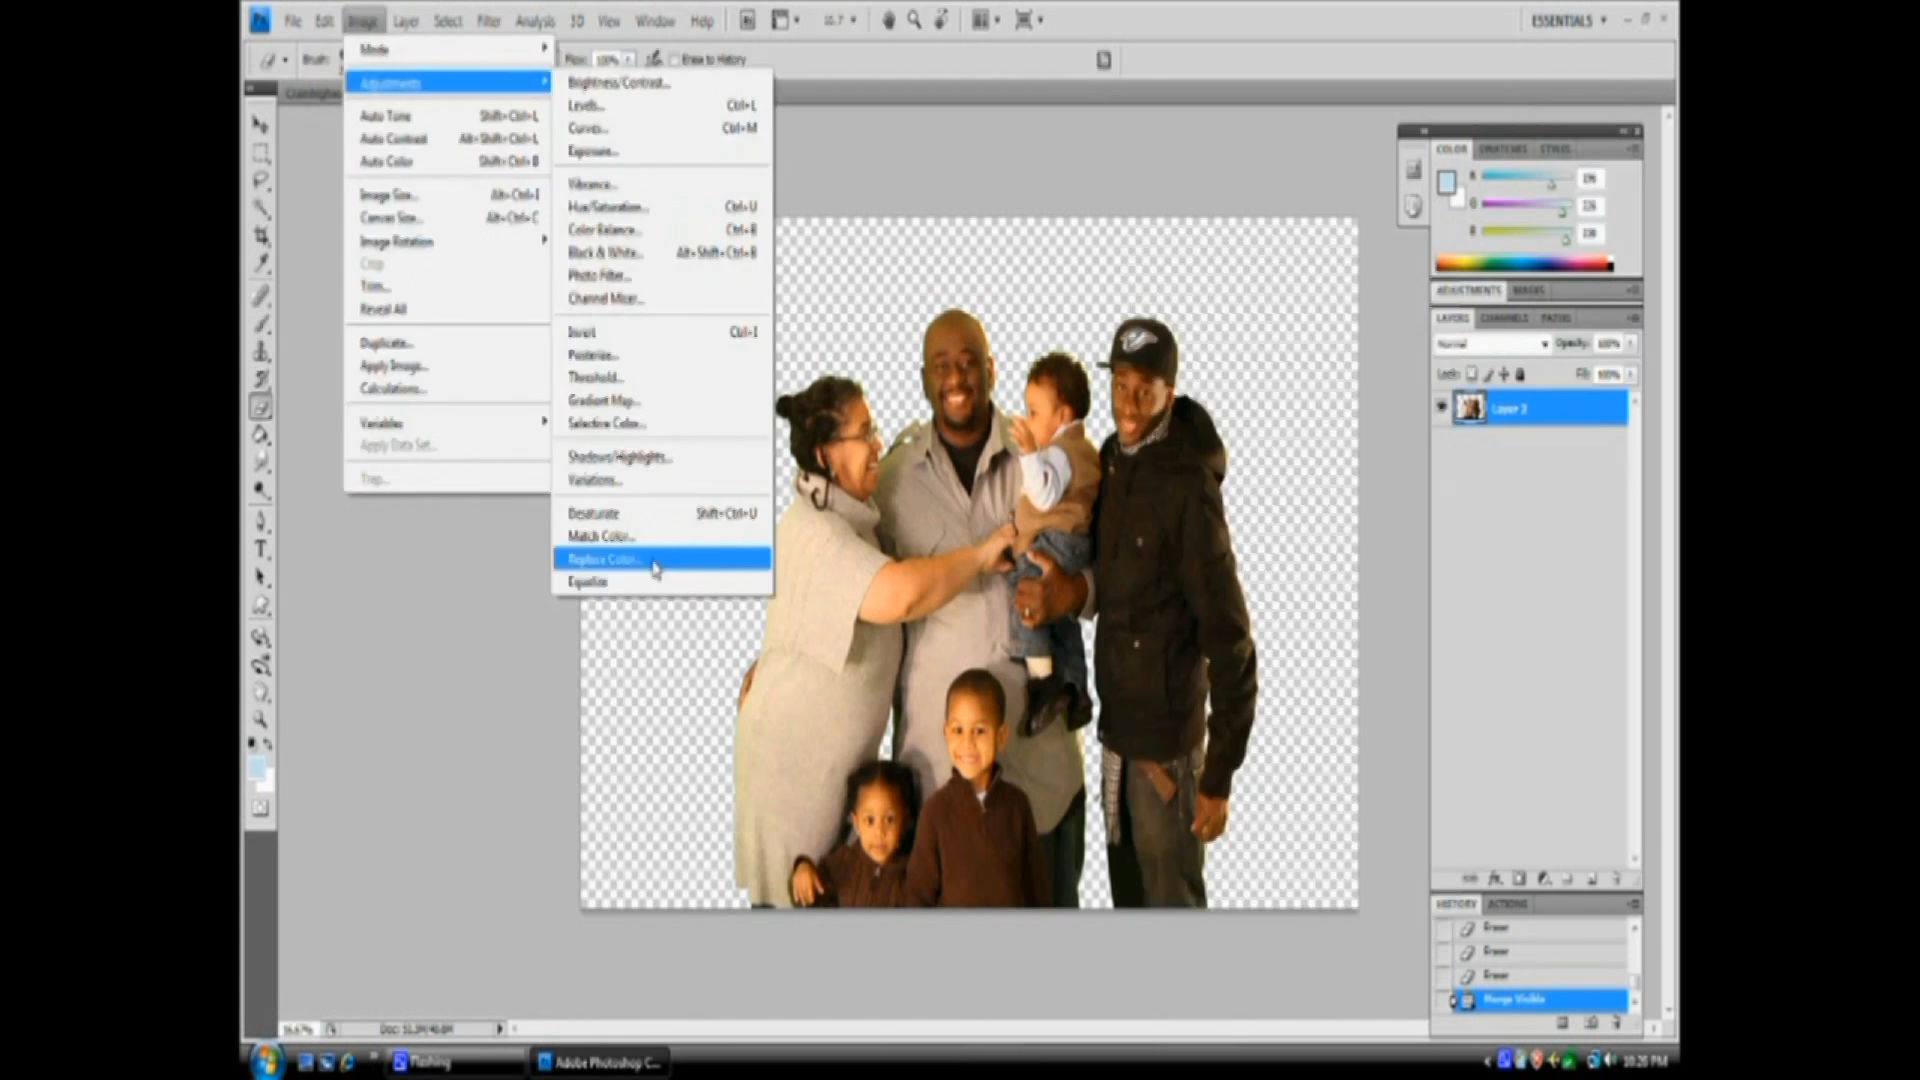 Ps File Edit Image Layer Select Filter Analysis 3D View Window Help Br ESSENTIALS
Brush: Flow: 100% Erase to History
Mode
Adjustments
Auto Tone Shift+Ctrl+L
Auto Contrast Alt+Shift+Ctrl+L
Auto Color Shift+Ctrl+B
Image Size... Alt+Ctrl+I
Canvas Size... Alt+Ctrl+C
Image Rotation
Crop
Trim...
Reveal All
Duplicate...
Apply Image...
Calculations...
Variables
Apply Data Set...
Trap...
Brightness/Contrast...
Levels... Ctrl+L
Curves... Ctrl+M
Exposure...
Vibrance...
Hue/Saturation... Ctrl+U
Color Balance... Ctrl+B
Black & White... Alt+Shift+Ctrl+B
Photo Filter...
Channel Mixer...
Invert Ctrl+I
Posterize...
Threshold...
Gradient Map...
Selective Color...
Shadows/Highlights...
Variations...
Desaturate Shift+Ctrl+U
Match Color...
Replace Color...
Equalize
COLOR SWATCHES STYLES
R
G
B
ADJUSTMENTS MASKS
LAYERS CHANNELS PATHS
Normal Opacity: 100%
Lock: Fill: 100%
Layer 3
HISTORY ACTIONS
Eraser
Eraser
Eraser
Merge Visible
16.67%
Flashing Adobe Photoshop C... 10:28 PM